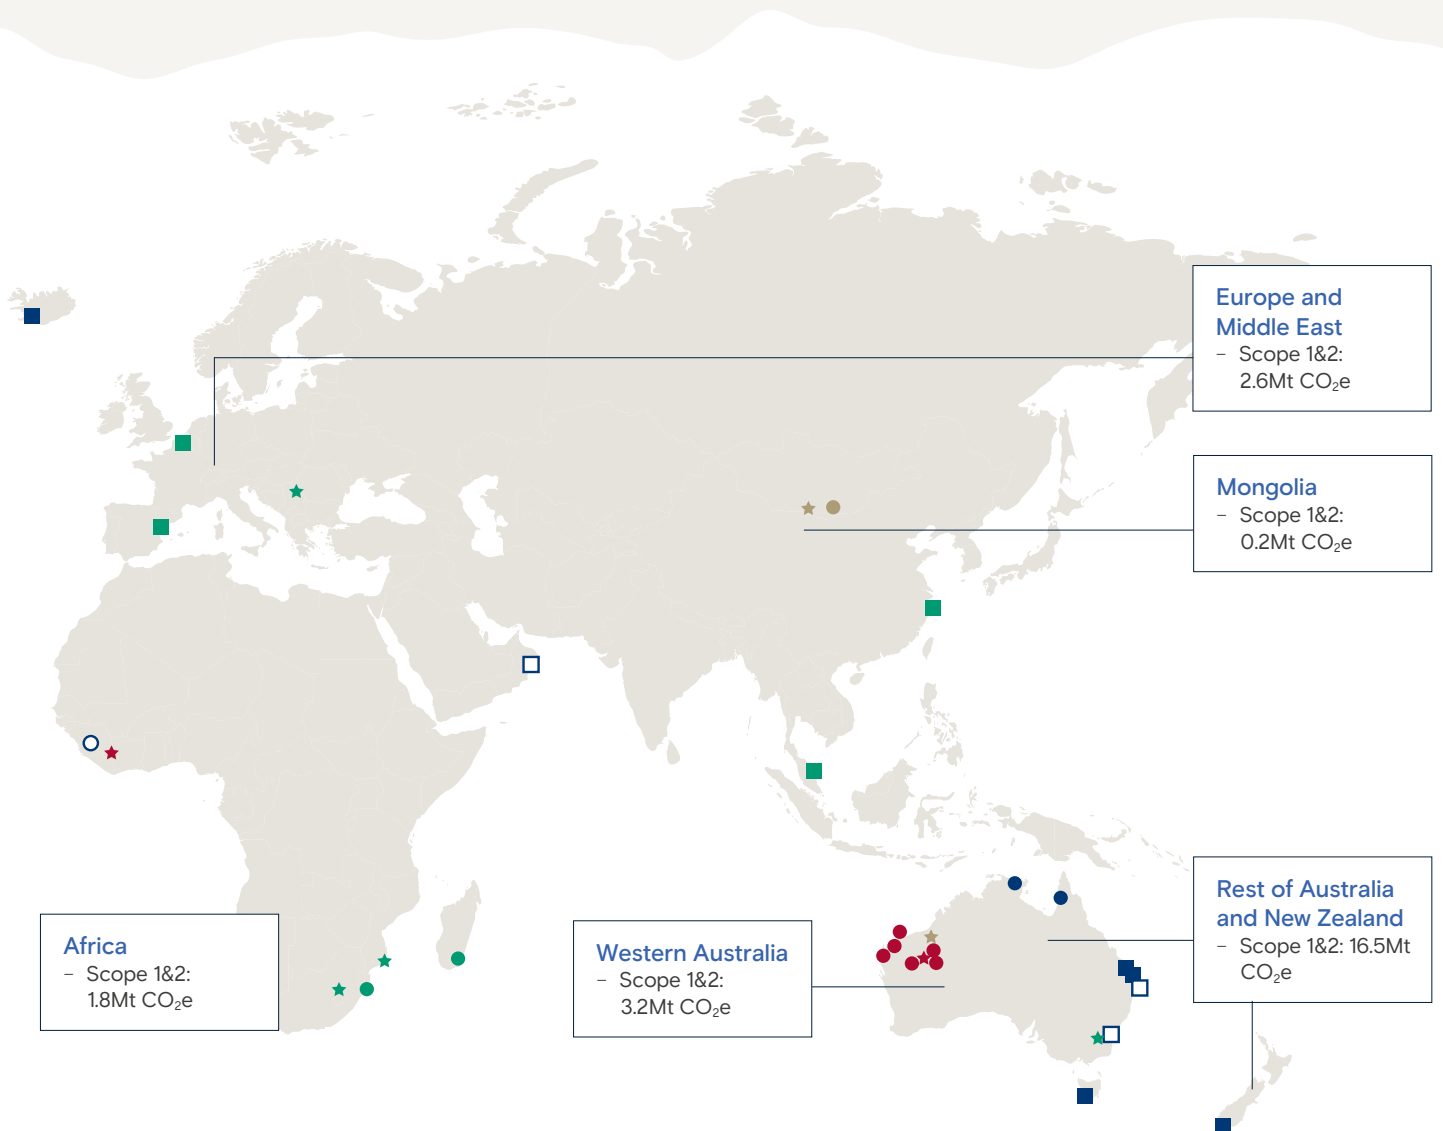 Europe and
Middle East
– Scope 1&2:
2.6Mt CO₂e
Mongolia
– Scope 1&2:
0.2Mt CO₂e
Rest of Australia
and New Zealand
– Scope 1&2: 16.5Mt
CO₂e
Africa
– Scope 1&2:
1.8Mt CO₂e
Western Australia
– Scope 1&2:
3.2Mt CO₂e